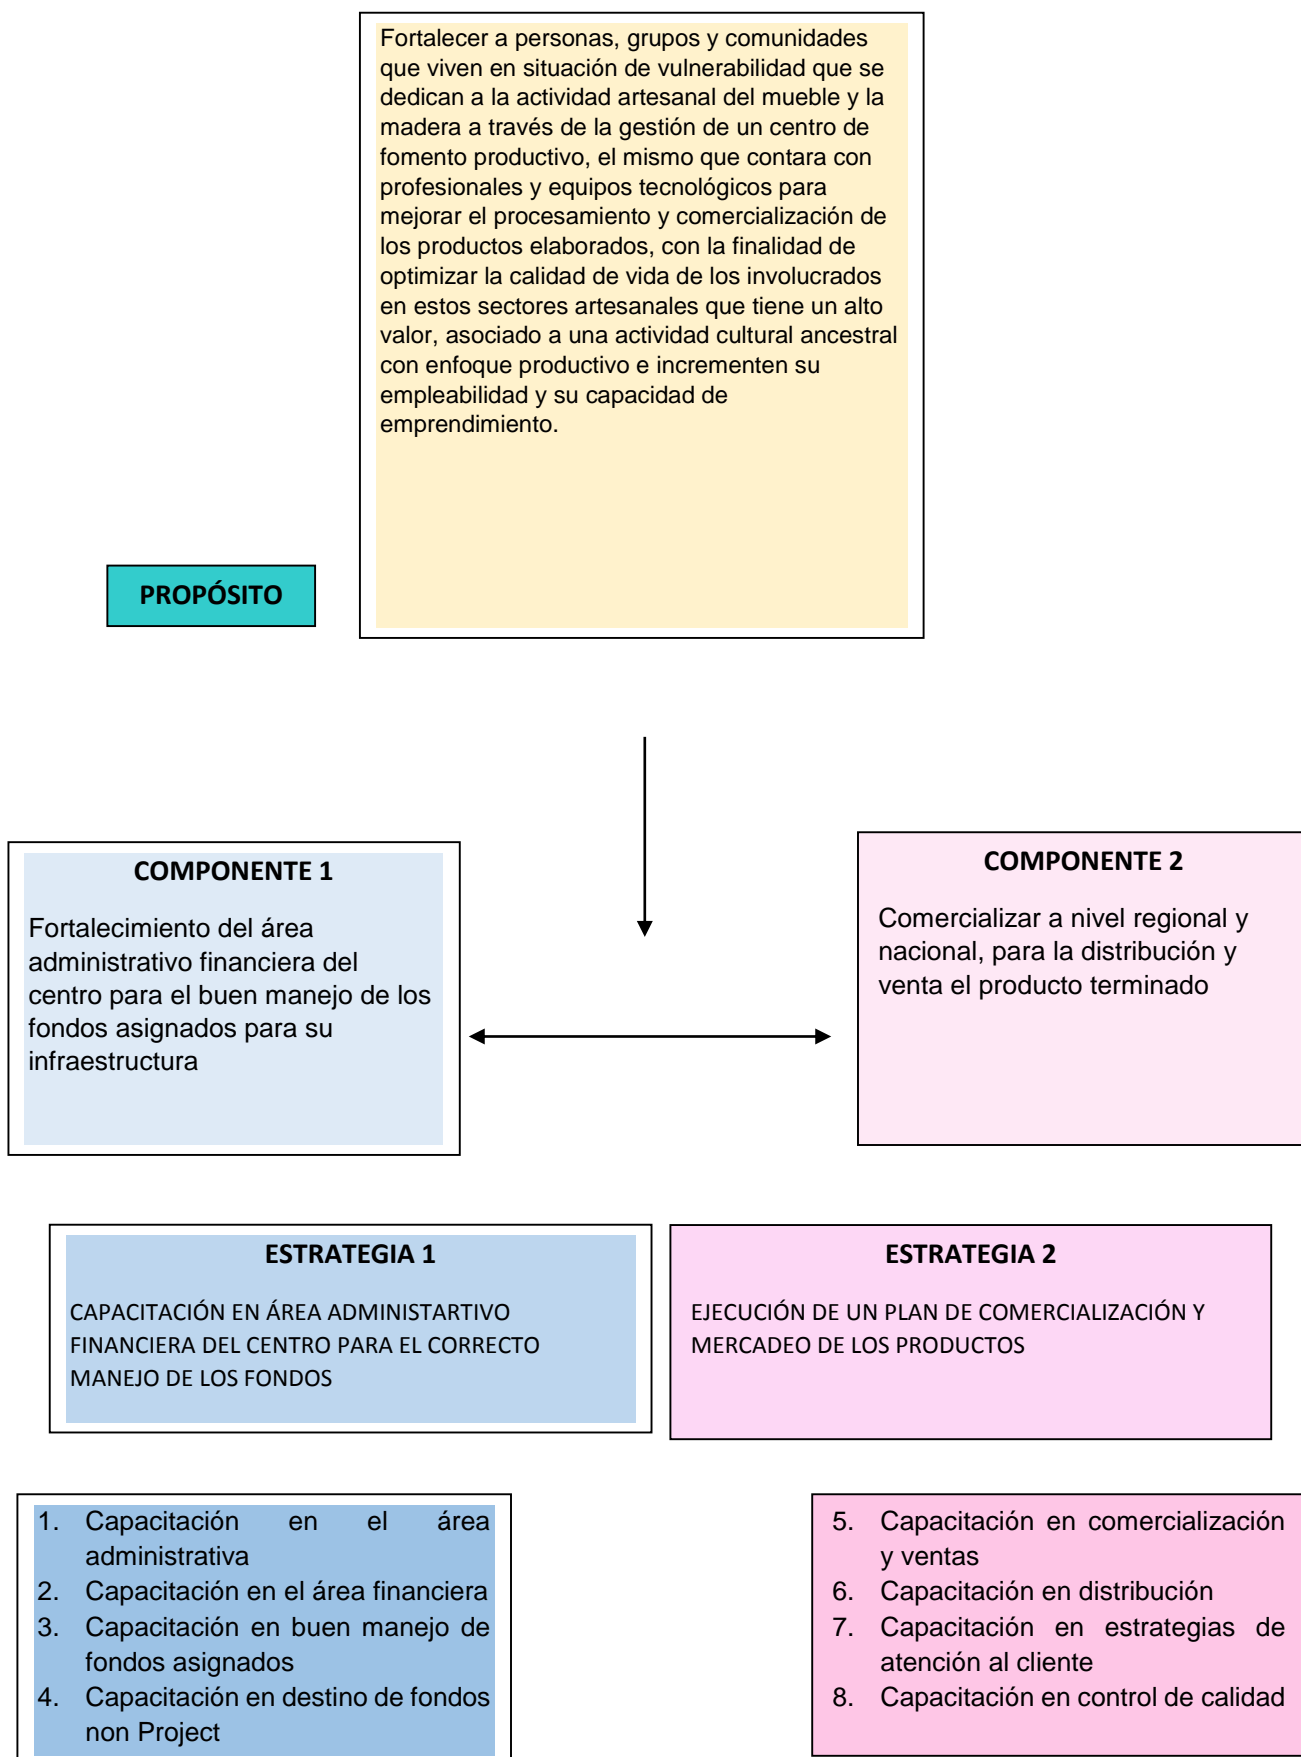 Fortalecer a personas, grupos y comunidades
que viven en situación de vulnerabilidad que se
dedican a la actividad artesanal del mueble y la
madera a través de la gestión de un centro de
fomento productivo, el mismo que contara con
profesionales y equipos tecnológicos para
mejorar el procesamiento y comercialización de
los productos elaborados, con la finalidad de
optimizar la calidad de vida de los involucrados
en estos sectores artesanales que tiene un alto
valor, asociado a una actividad cultural ancestral
con enfoque productivo e incrementen su
empleabilidad y su capacidad de
emprendimiento.
PROPÓSITO
COMPONENTE 1
Fortalecimiento del área
administrativo financiera del
centro para el buen manejo de los
fondos asignados para su
infraestructura
COMPONENTE 2
Comercializar a nivel regional y
nacional, para la distribución y
venta el producto terminado
ESTRATEGIA 1
CAPACITACIÓN EN ÁREA ADMINISTARTIVO
FINANCIERA DEL CENTRO PARA EL CORRECTO
MANEJO DE LOS FONDOS
ESTRATEGIA 2
EJECUCIÓN DE UN PLAN DE COMERCIALIZACIÓN Y
MERCADEO DE LOS PRODUCTOS
1. Capacitación en el área
administrativa
2. Capacitación en el área financiera
3. Capacitación en buen manejo de
fondos asignados
4. Capacitación en destino de fondos
non Project
5. Capacitación en comercialización
y ventas
6. Capacitación en distribución
7. Capacitación en estrategias de
atención al cliente
8. Capacitación en control de calidad